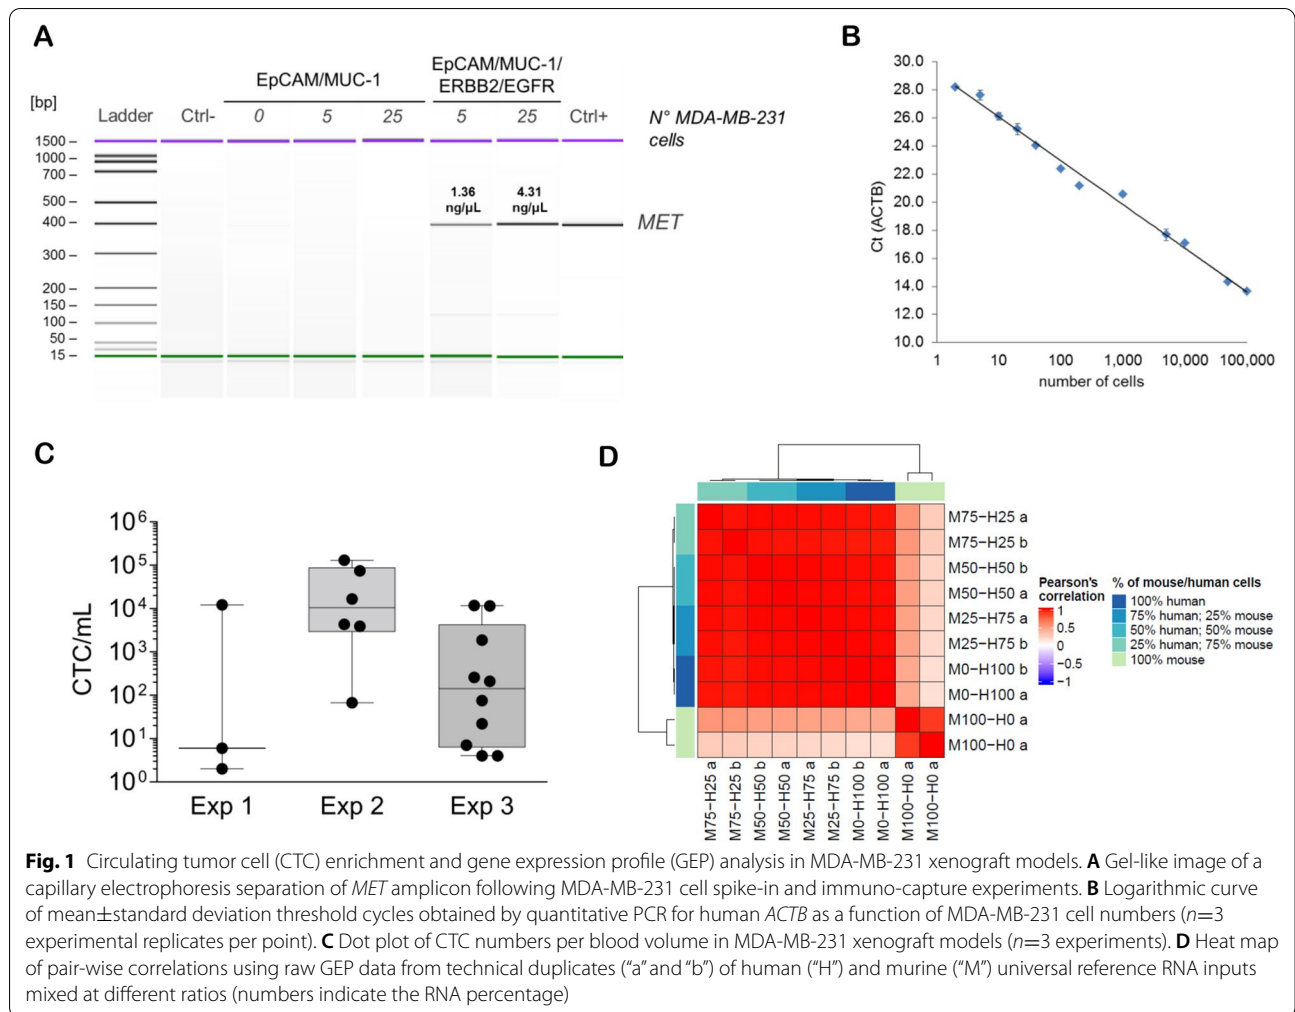 A
EpCAM/MUC-1
EpCAM/MUC-1/
ERBB2/EGFR
[bp]
Ladder Ctrl- 0 5 25 5 25 Ctrl+
N° MDA-MB-231
cells
1500
1000
700
500
400
300
200
150
100
50
15
1.36
ng/µL
4.31
ng/µL
MET
B
30.0
28.0
26.0
24.0
22.0
20.0
18.0
16.0
14.0
12.0
10.0
Ct (ACTB)
1 10 100 1,000 10,000 100,000
number of cells
C
CTC/mL
10⁶
10⁵
10⁴
10³
10²
10¹
10⁰
Exp 1 Exp 2 Exp 3
D
M75−H25 a
M75−H25 b
M50−H50 b
M50−H50 a
M25−H75 a
M25−H75 b
M0−H100 b
M0−H100 a
M100−H0 a
M100−H0 a
M75−H25 a
M75−H25 b
M50−H50 b
M50−H50 a
M25−H75 a
M25−H75 b
M0−H100 b
M0−H100 a
M100−H0 a
M100−H0 a
Pearson's
correlation
1
0.5
0
−0.5
−1
% of mouse/human cells
100% human
75% human; 25% mouse
50% human; 50% mouse
25% human; 75% mouse
100% mouse
Fig. 1 Circulating tumor cell (CTC) enrichment and gene expression profile (GEP) analysis in MDA-MB-231 xenograft models. A Gel-like image of a
capillary electrophoresis separation of MET amplicon following MDA-MB-231 cell spike-in and immuno-capture experiments. B Logarithmic curve
of mean±standard deviation threshold cycles obtained by quantitative PCR for human ACTB as a function of MDA-MB-231 cell numbers (n=3
experimental replicates per point). C Dot plot of CTC numbers per blood volume in MDA-MB-231 xenograft models (n=3 experiments). D Heat map
of pair-wise correlations using raw GEP data from technical duplicates (“a” and “b”) of human (“H”) and murine (“M”) universal reference RNA inputs
mixed at different ratios (numbers indicate the RNA percentage)